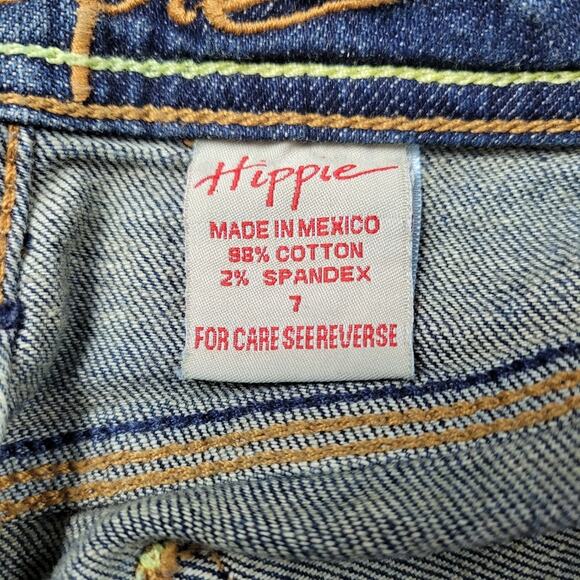 Hippie
MADE IN MEXICO
98% COTTON
2% SPANDEX
7
FOR CARE SEE REVERSE